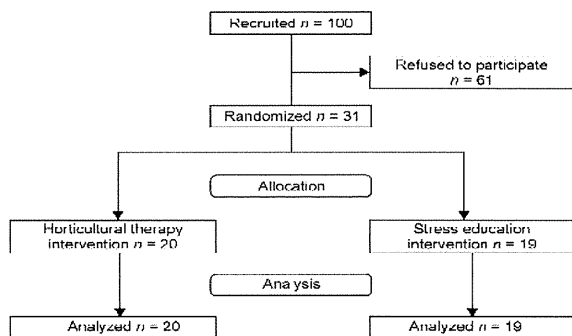 Recruited n = 100
Refused to participate
n = 61
Randomized n = 31
Allocation
Horticultural therapy
intervention n = 20
Stress education
intervention n = 19
Analysis
Analyzed n = 20
Analyzed n = 19